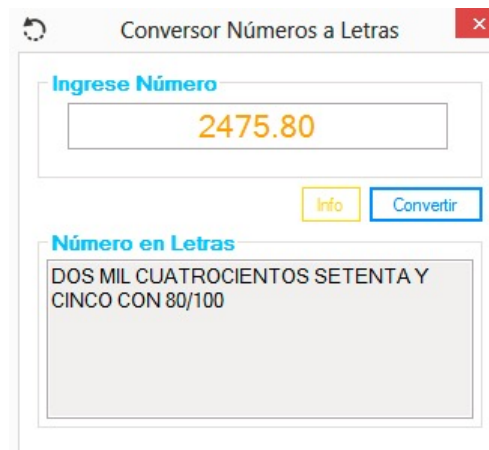 Conversor Números a Letras
Ingrese Número
2475.80
Info
Convertir
Número en Letras
DOS MIL CUATROCIENTOS SETENTA Y
CINCO CON 80/100